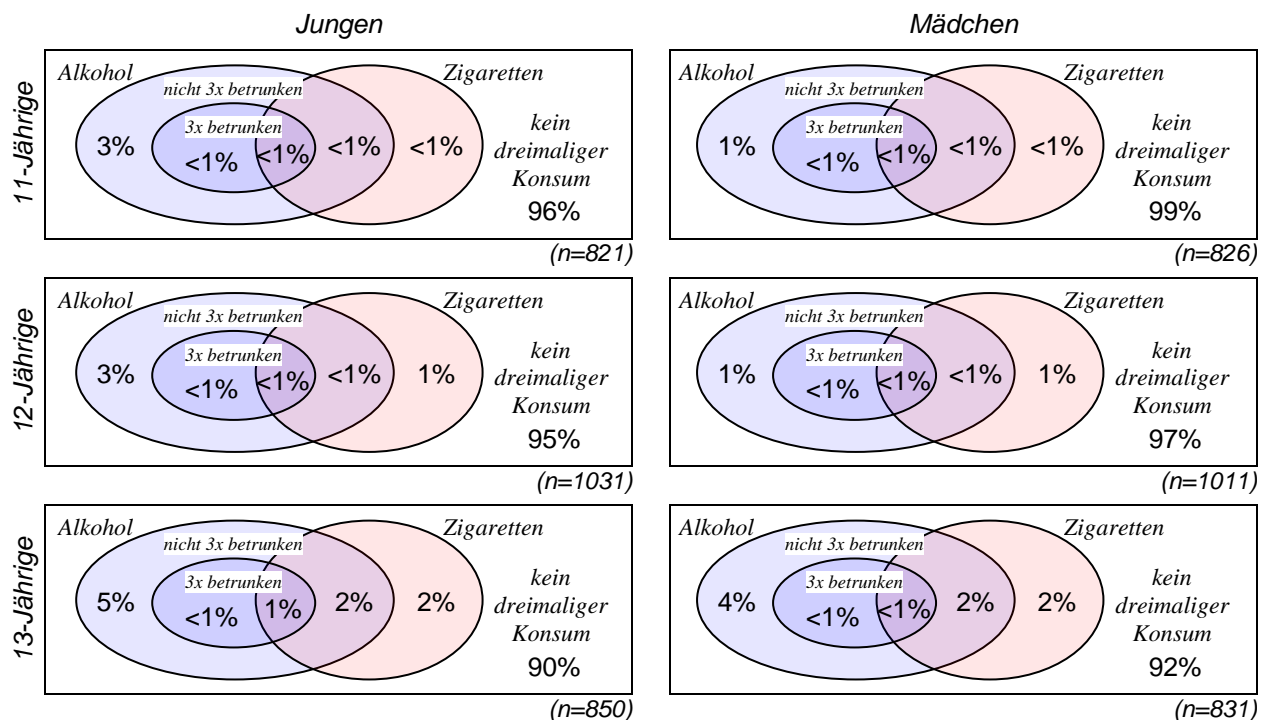 Jungen
Mädchen
11-Jährige
Alkohol
Zigaretten
nicht 3x betrunken
3x betrunken
3%
<1%
<1%
<1%
<1%
kein
dreimaliger
Konsum
96%
(n=821)
Alkohol
Zigaretten
nicht 3x betrunken
3x betrunken
1%
<1%
<1%
<1%
<1%
kein
dreimaliger
Konsum
99%
(n=826)
12-Jährige
Alkohol
Zigaretten
nicht 3x betrunken
3x betrunken
3%
<1%
<1%
<1%
1%
kein
dreimaliger
Konsum
95%
(n=1031)
Alkohol
Zigaretten
nicht 3x betrunken
3x betrunken
1%
<1%
<1%
<1%
1%
kein
dreimaliger
Konsum
97%
(n=1011)
13-Jährige
Alkohol
Zigaretten
nicht 3x betrunken
3x betrunken
5%
<1%
1%
2%
2%
kein
dreimaliger
Konsum
90%
(n=850)
Alkohol
Zigaretten
nicht 3x betrunken
3x betrunken
4%
<1%
<1%
2%
2%
kein
dreimaliger
Konsum
92%
(n=831)